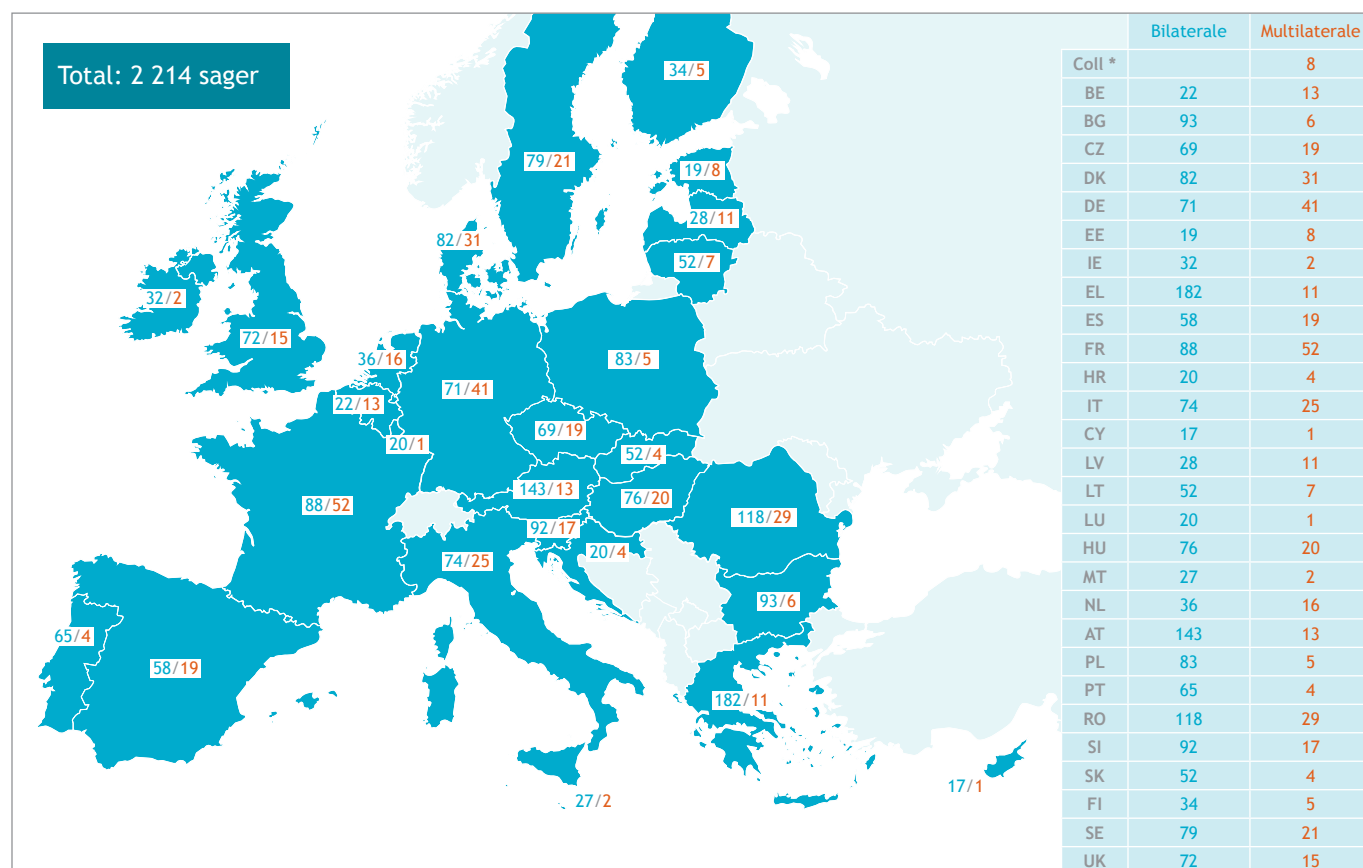 Total: 2 214 sager
34/5
79/21
19/8
28/11
82/31
52/7
32/2
72/15
36/16
83/5
71/41
22/13
69/19
20/1
52/4
143/13
76/20
88/52
118/29
92/17
20/4
74/25
93/6
65/4
58/19
182/11
17/1
27/2
Bilaterale Multilaterale
Coll * 8
BE 22 13
BG 93 6
CZ 69 19
DK 82 31
DE 71 41
EE 19 8
IE 32 2
EL 182 11
ES 58 19
FR 88 52
HR 20 4
IT 74 25
CY 17 1
LV 28 11
LT 52 7
LU 20 1
HU 76 20
MT 27 2
NL 36 16
AT 143 13
PL 83 5
PT 65 4
RO 118 29
SI 92 17
SK 52 4
FI 34 5
SE 79 21
UK 72 15